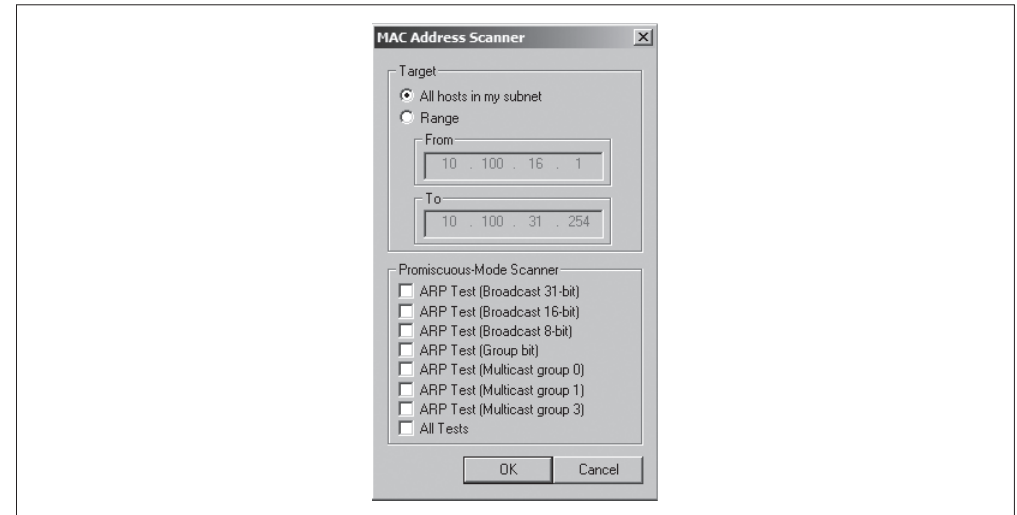 MAC Address Scanner
Target
All hosts in my subnet
Range
From
10 . 100 . 16 . 1
To
10 . 100 . 31 . 254
Promiscuous-Mode Scanner
ARP Test (Broadcast 31-bit)
ARP Test (Broadcast 16-bit)
ARP Test (Broadcast 8-bit)
ARP Test (Group bit)
ARP Test (Multicast group 0)
ARP Test (Multicast group 1)
ARP Test (Multicast group 3)
All Tests
OK Cancel